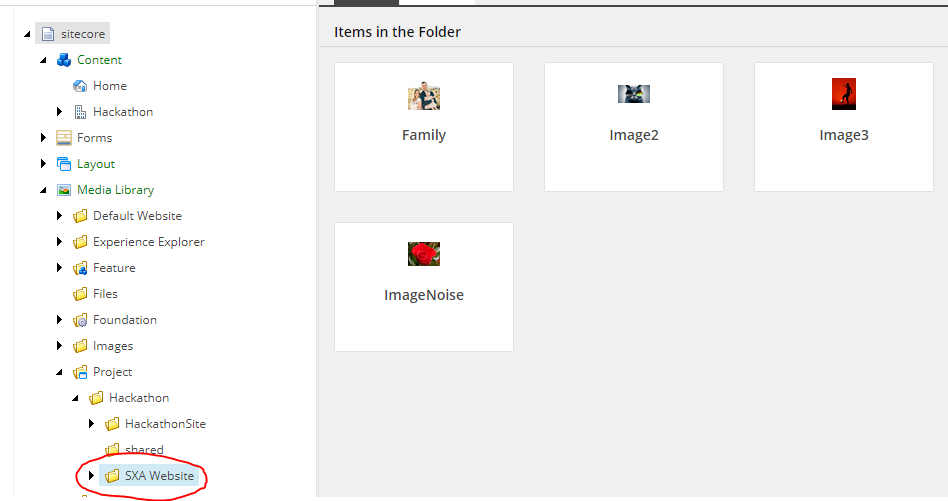 sitecore
Content
Home
Hackathon
Forms
Layout
Media Library
Default Website
Experience Explorer
Feature
Files
Foundation
Images
Project
Hackathon
HackathonSite
shared
SXA Website
Items in the Folder
Family
Image2
Image3
ImageNoise